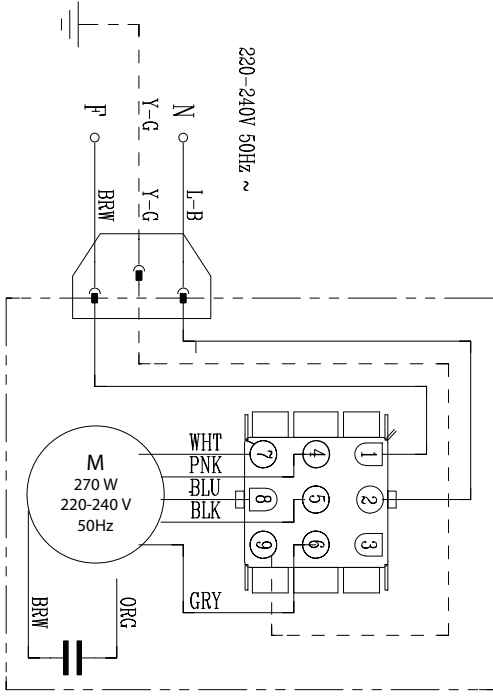 220-240V 50Hz ~
F
Y-G
N
BRW
Y-G
L-B
WHT
PNK
BLU
BLK
GRY
7
4
1
8
5
2
9
6
3
M
270 W
220-240 V
50Hz
BRW
ORG